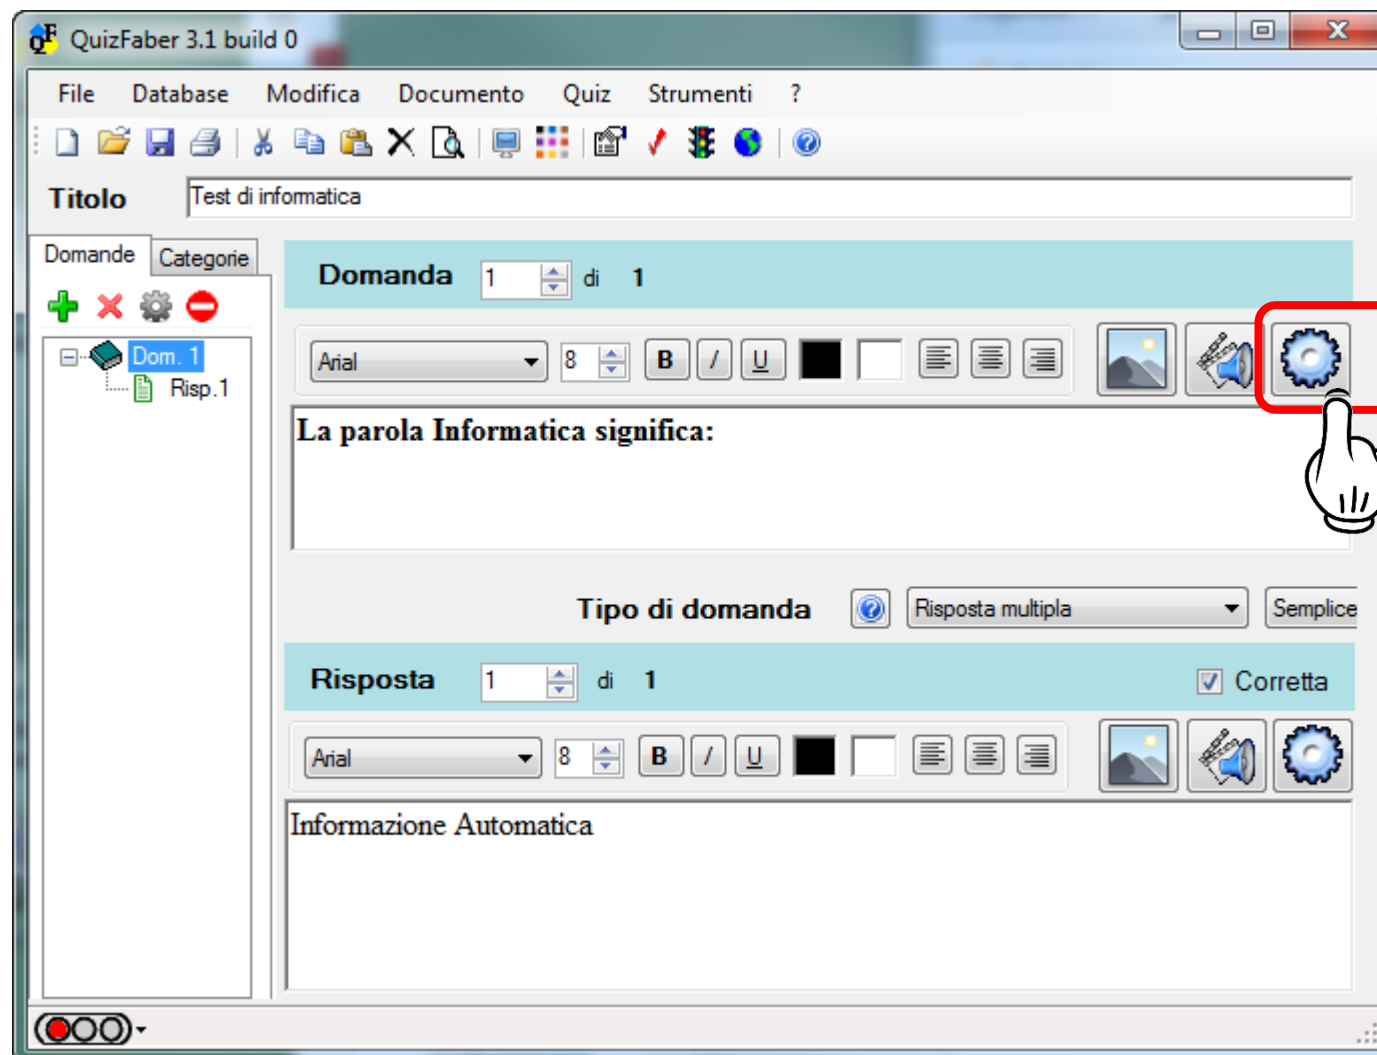 QuizFaber 3.1 build 0
File Database Modifica Documento Quiz Strumenti ?
Titolo Test di informatica
Domande Categorie
Domanda 1 di 1
Dom. 1
Risp.1
Arial 8 B I U
La parola Informatica significa:
Tipo di domanda Risposta multipla Semplice
Risposta 1 di 1 Corretta
Arial 8 B I U
Informazione Automatica